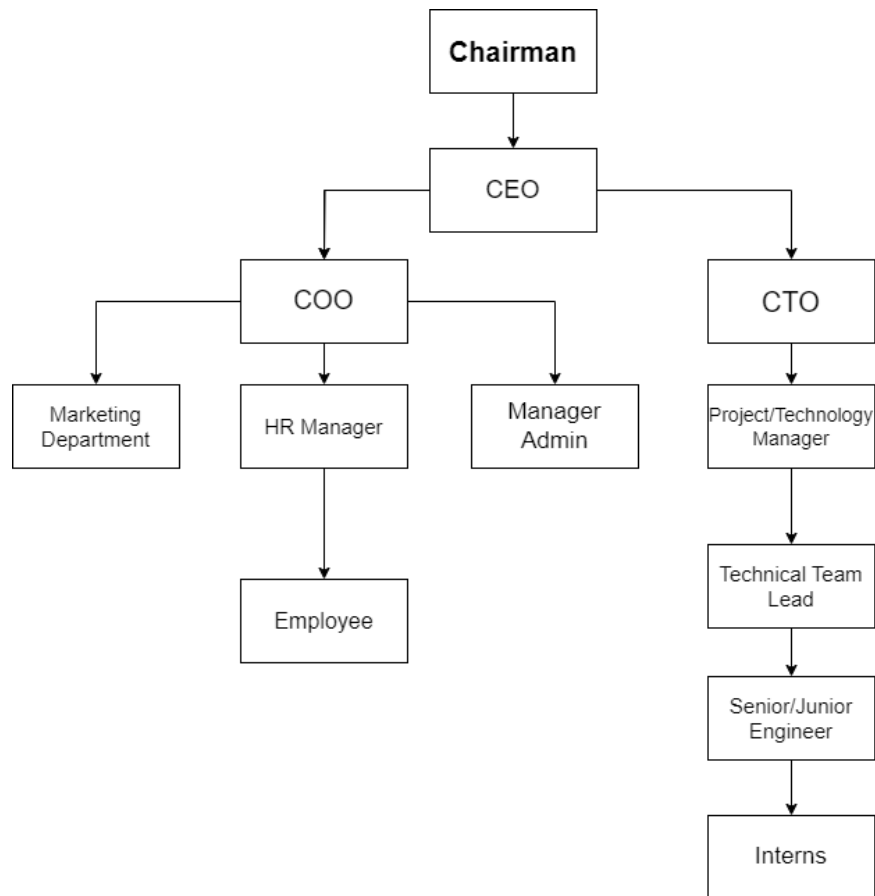 Chairman
CEO
COO
CTO
Marketing
Department
HR Manager
Manager
Admin
Project/Technology
Manager
Technical Team
Lead
Employee
Senior/Junior
Engineer
Interns